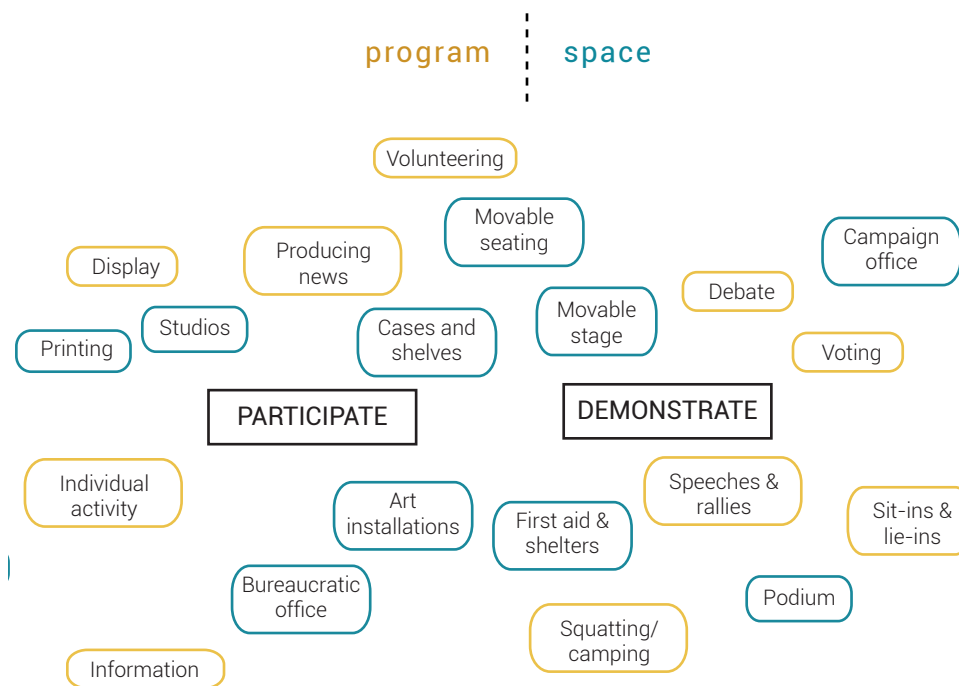 program
space
Volunteering
Movable
seating
Campaign
office
Producing
news
Display
Debate
Movable
stage
Studios
Cases and
shelves
Printing
Voting
PARTICIPATE
DEMONSTRATE
Individual
activity
Speeches &
rallies
Art
installations
Sit-ins &
lie-ins
First aid &
shelters
Bureaucratic
office
Podium
Squatting/
camping
Information